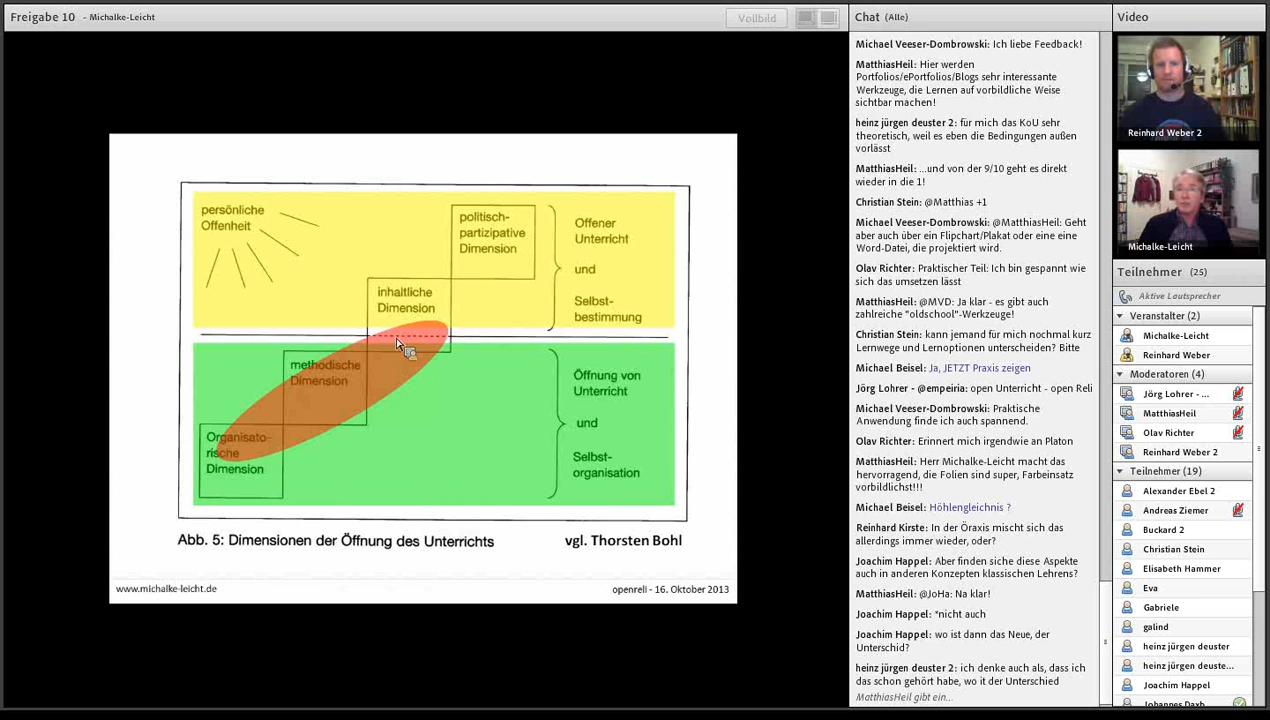 Freigabe 10 - Michalke-Leicht
Vollbild
persönliche
Offenheit
politisch-
partizipative
Dimension
Offener
Unterricht
und
Selbst-
bestimmung
inhaltliche
Dimension
methodische
Dimension
Öffnung von
Unterricht
und
Selbst-
organisation
Organisato-
rische
Dimension
Abb. 5: Dimensionen der Öffnung des Unterrichts
vgl. Thorsten Bohl
www.michalke-leicht.de
openreli - 16. Oktober 2013
Chat (Alle)
Michael Veeser-Dombrowski: Ich liebe Feedback!
MatthiasHeil: Hier werden
Portfolios/ePortfolios/Blogs sehr interessante
Werkzeuge, die Lernen auf vorbildliche Weise
sichtbar machen!
heinz jürgen deuster 2: für mich das KoU sehr
theoretisch, weil es eben die Bedingungen außen
vorlässt
MatthiasHeil: ...und von der 9/10 geht es direkt
wieder in die 1!
Christian Stein: @Matthias +1
Michael Veeser-Dombrowski: @MatthiasHeil: Geht
aber auch über ein Flipchart/Plakat oder eine eine
Word-Datei, die projektiert wird.
Olav Richter: Praktischer Teil: Ich bin gespannt wie
sich das umsetzen lässt
MatthiasHeil: @MVD: Ja klar - es gibt auch
zahlreiche "oldschool"-Werkzeuge!
Christian Stein: kann jemand für mich nochmal kurz
Lernwege und Lernoptionen unterscheiden? Bitte
Michael Beisel: Ja, JETZT Praxis zeigen
Jörg Lohrer - @empeiria: open Unterricht - open Reli
Michael Veeser-Dombrowski: Praktische
Anwendung finde ich auch spannend.
Olav Richter: Erinnert mich irgendwie an Platon
MatthiasHeil: Herr Michalke-Leicht macht das
hervorragend, die Folien sind super, Farbeinsatz
vorbildlichst!!!
Michael Beisel: Höhlengleichnis ?
Reinhard Kirste: In der Öraxis mischt sich das
allerdings immer wieder, oder?
Joachim Happel: Aber finden siche diese Aspekte
auch in anderen Konzepten klassischen Lehrens?
MatthiasHeil: @JoHa: Na klar!
Joachim Happel: *nicht auch
Joachim Happel: wo ist dann das Neue, der
Unterschid?
heinz jürgen deuster 2: ich denke auch als, dass ich
das schon gehört habe, wo it der Unterschied
MatthiasHeil gibt ein...
Video
Reinhard Weber 2
Michalke-Leicht
Teilnehmer (25)
Aktive Lautsprecher
Veranstalter (2)
Michalke-Leicht
Reinhard Weber
Moderatoren (4)
Jörg Lohrer - ...
MatthiasHeil
Olav Richter
Reinhard Weber 2
Teilnehmer (19)
Alexander Ebel 2
Andreas Ziemer
Buckard 2
Christian Stein
Elisabeth Hammer
Eva
Gabriele
galind
heinz jürgen deuster
heinz jürgen deuste...
Joachim Happel